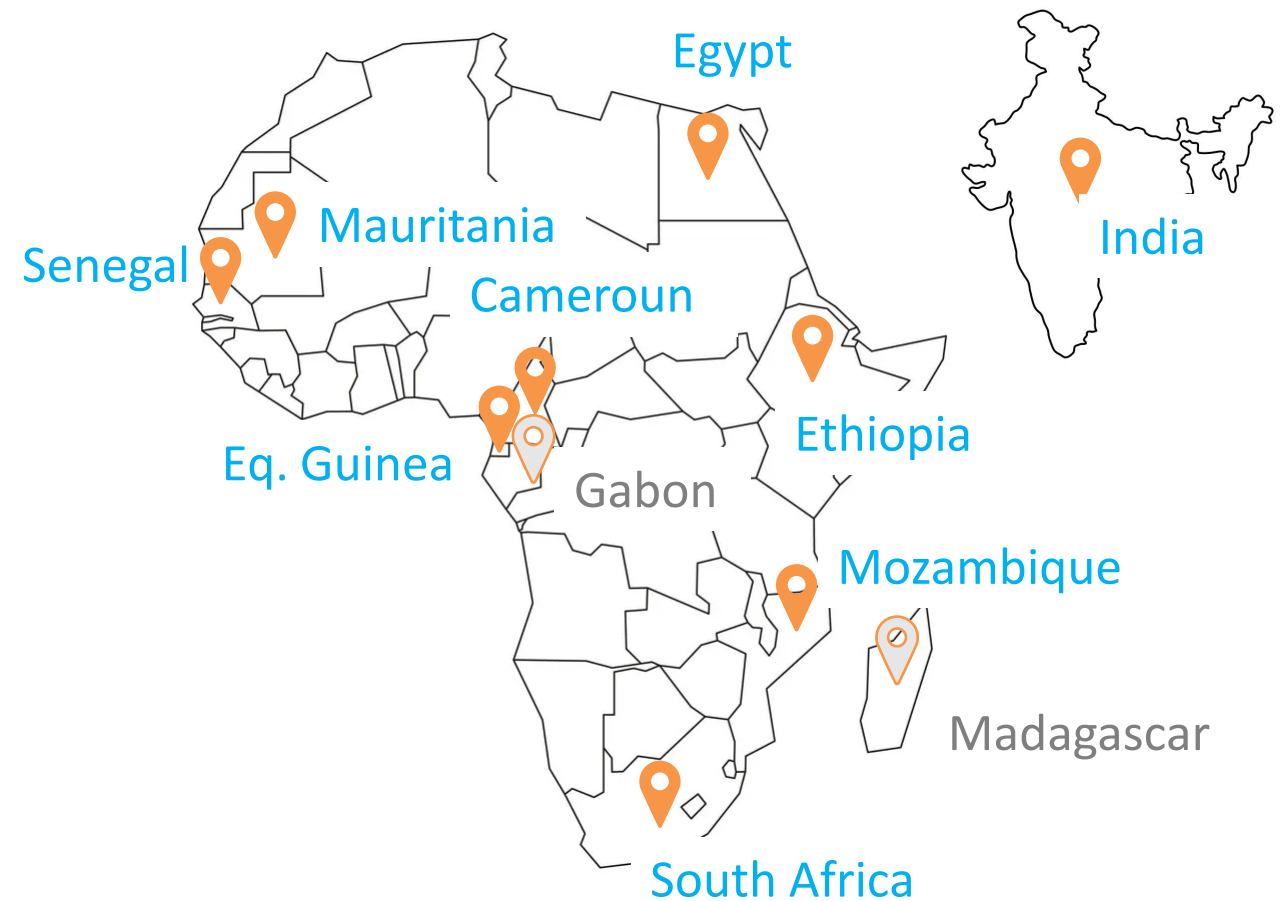 Egypt
Mauritania
India
Senegal
Cameroun
Ethiopia
Eq. Guinea
Gabon
Mozambique
Madagascar
South Africa